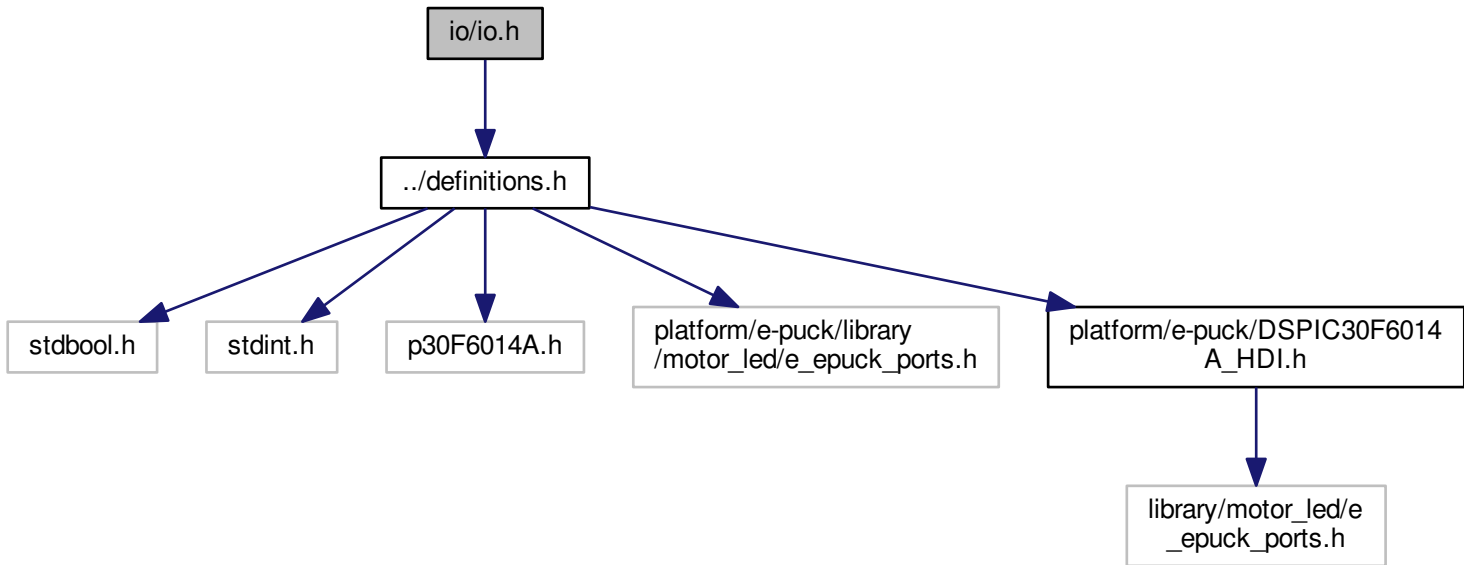 io/io.h
../definitions.h
stdbool.h
stdint.h
p30F6014A.h
platform/e-puck/library
/motor_led/e_epuck_ports.h
platform/e-puck/DSPIC30F6014
A_HDI.h
library/motor_led/e
_epuck_ports.h